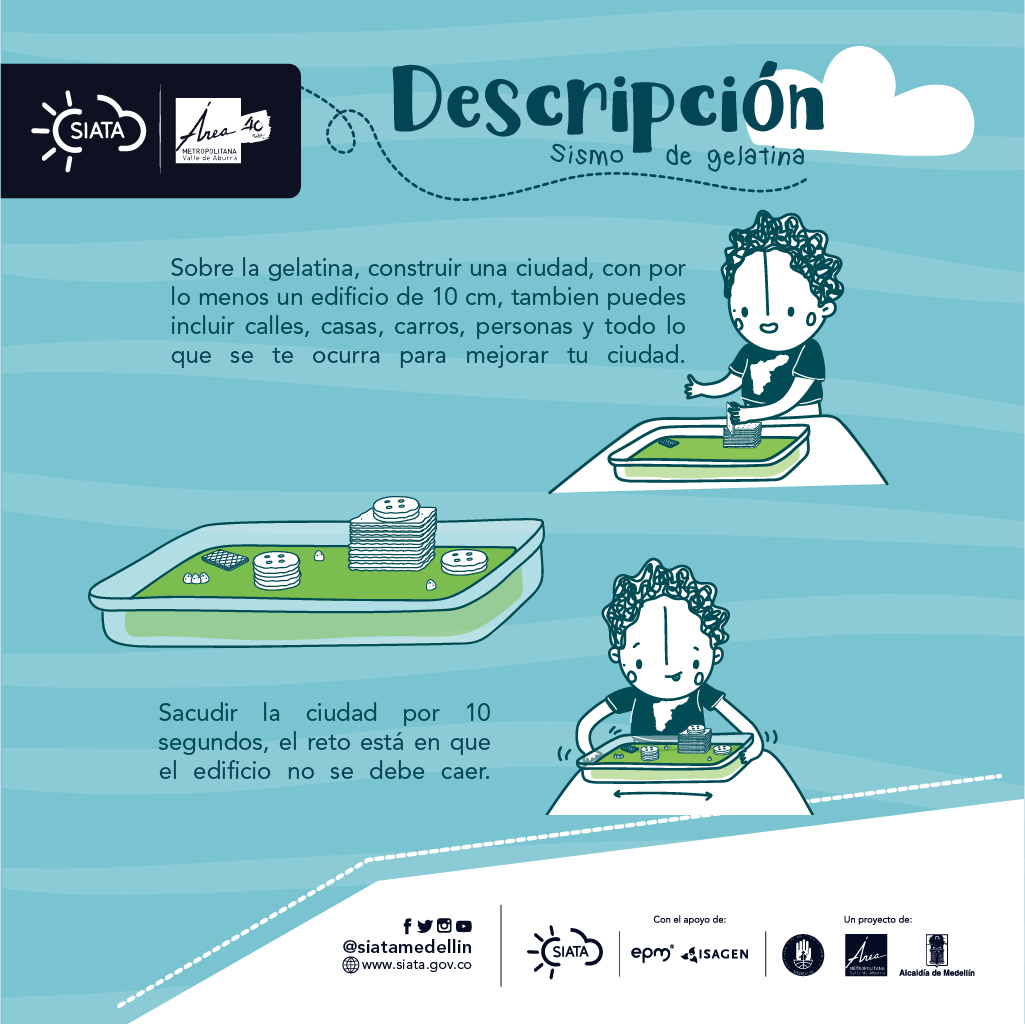 SIATA
Área 40
METROPOLITANA
Valle de Aburrá
Descripción
Sismo de gelatina
Sobre la gelatina, construir una ciudad, con por
lo menos un edificio de 10 cm, tambien puedes
incluir calles, casas, carros, personas y todo lo
que se te ocurra para mejorar tu ciudad.
Sacudir la ciudad por 10
segundos, el reto está en que
el edificio no se debe caer.
@siatamedellin
www.siata.gov.co
SIATA
Con el apoyo de:
epm
ISAGEN
Un proyecto de:
Área
METROPOLITANA
Valle de Aburrá
Alcaldía de Medellín